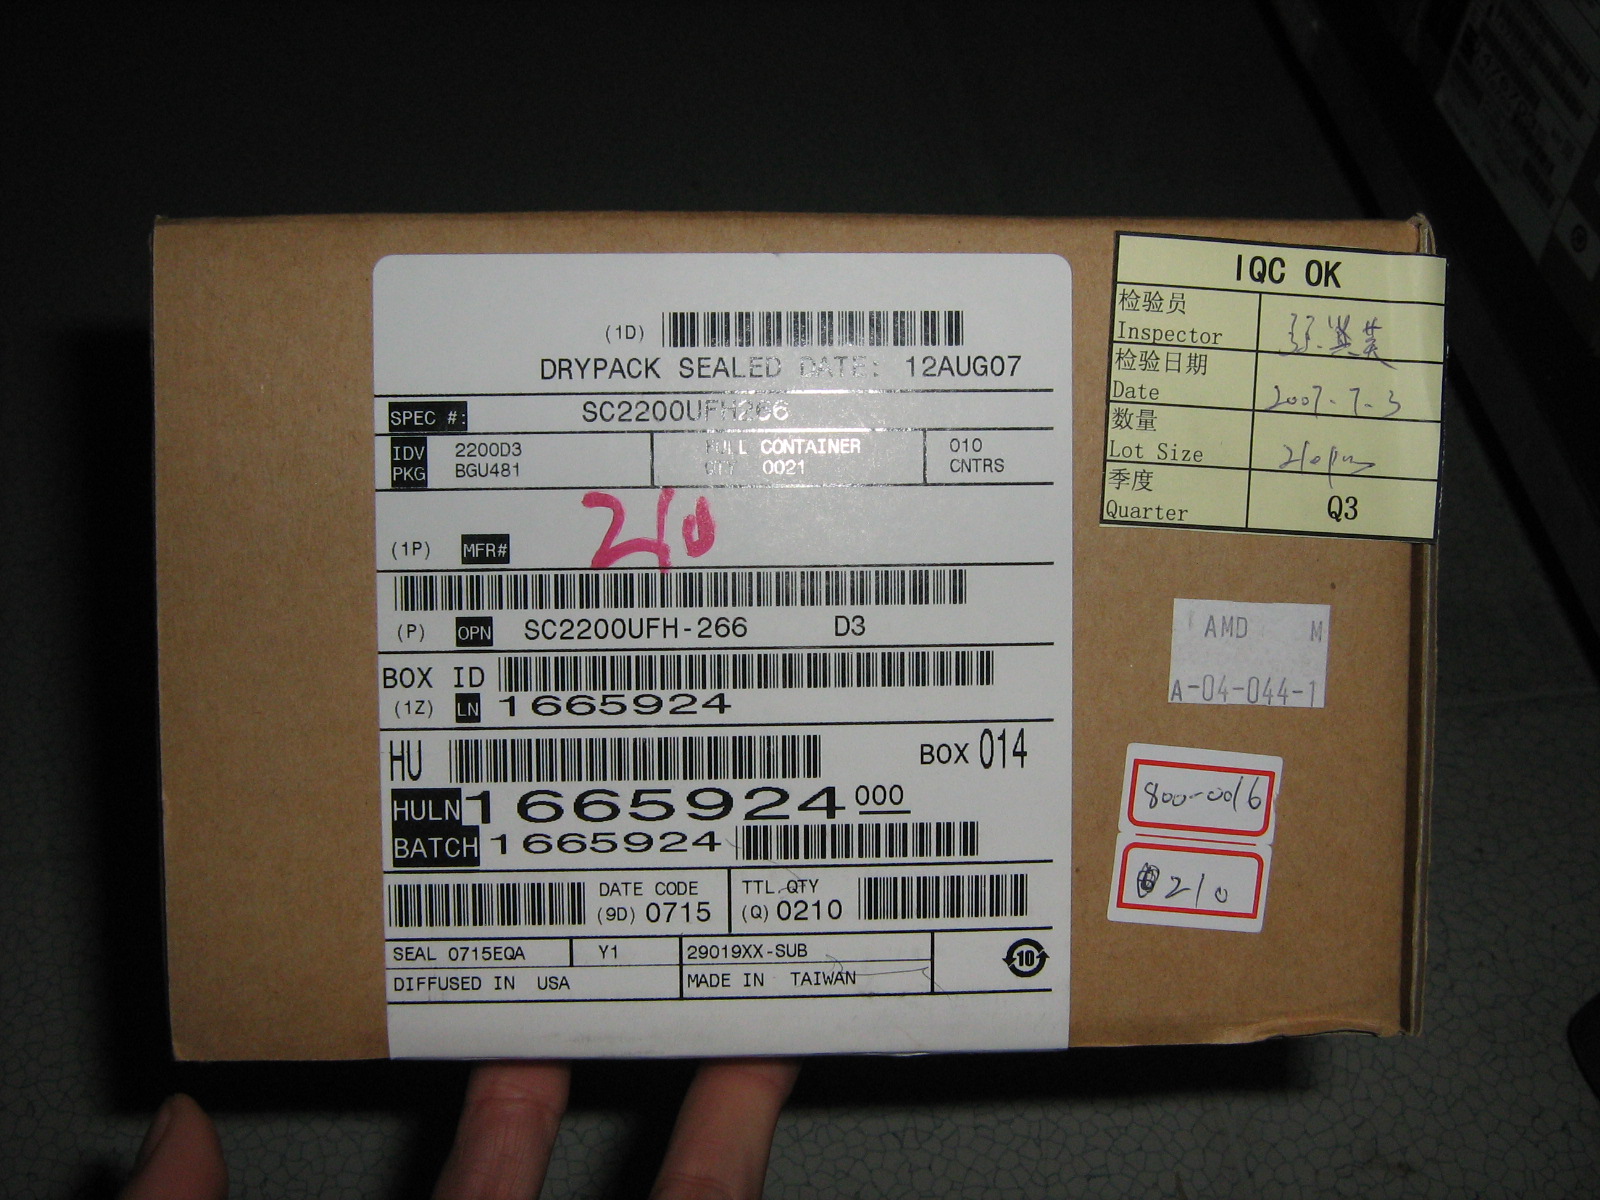 (1D)
DRYPACK SEALED DATE: 12AUG07
SPEC #: SC2200UFH266
IDV 2200D3
PKG BGU481
FULL CONTAINER
QTY 0021
010
CNTRS
210
(1P) MFR#
(P) OPN SC2200UFH-266 D3
BOX ID
(1Z) LN 1665924
HU BOX 014
HULN 1665924 000
BATCH 1665924
DATE CODE
(9D) 0715
TTL QTY
(Q) 0210
SEAL 0715EQA Y1 29019XX-SUB
DIFFUSED IN USA MADE IN TAIWAN
10
IQC OK
检验员
Inspector
检验日期
Date 2007-7-3
数量
Lot Size
季度
Quarter Q3
AMD M
A-04-044-1
800-0016
210